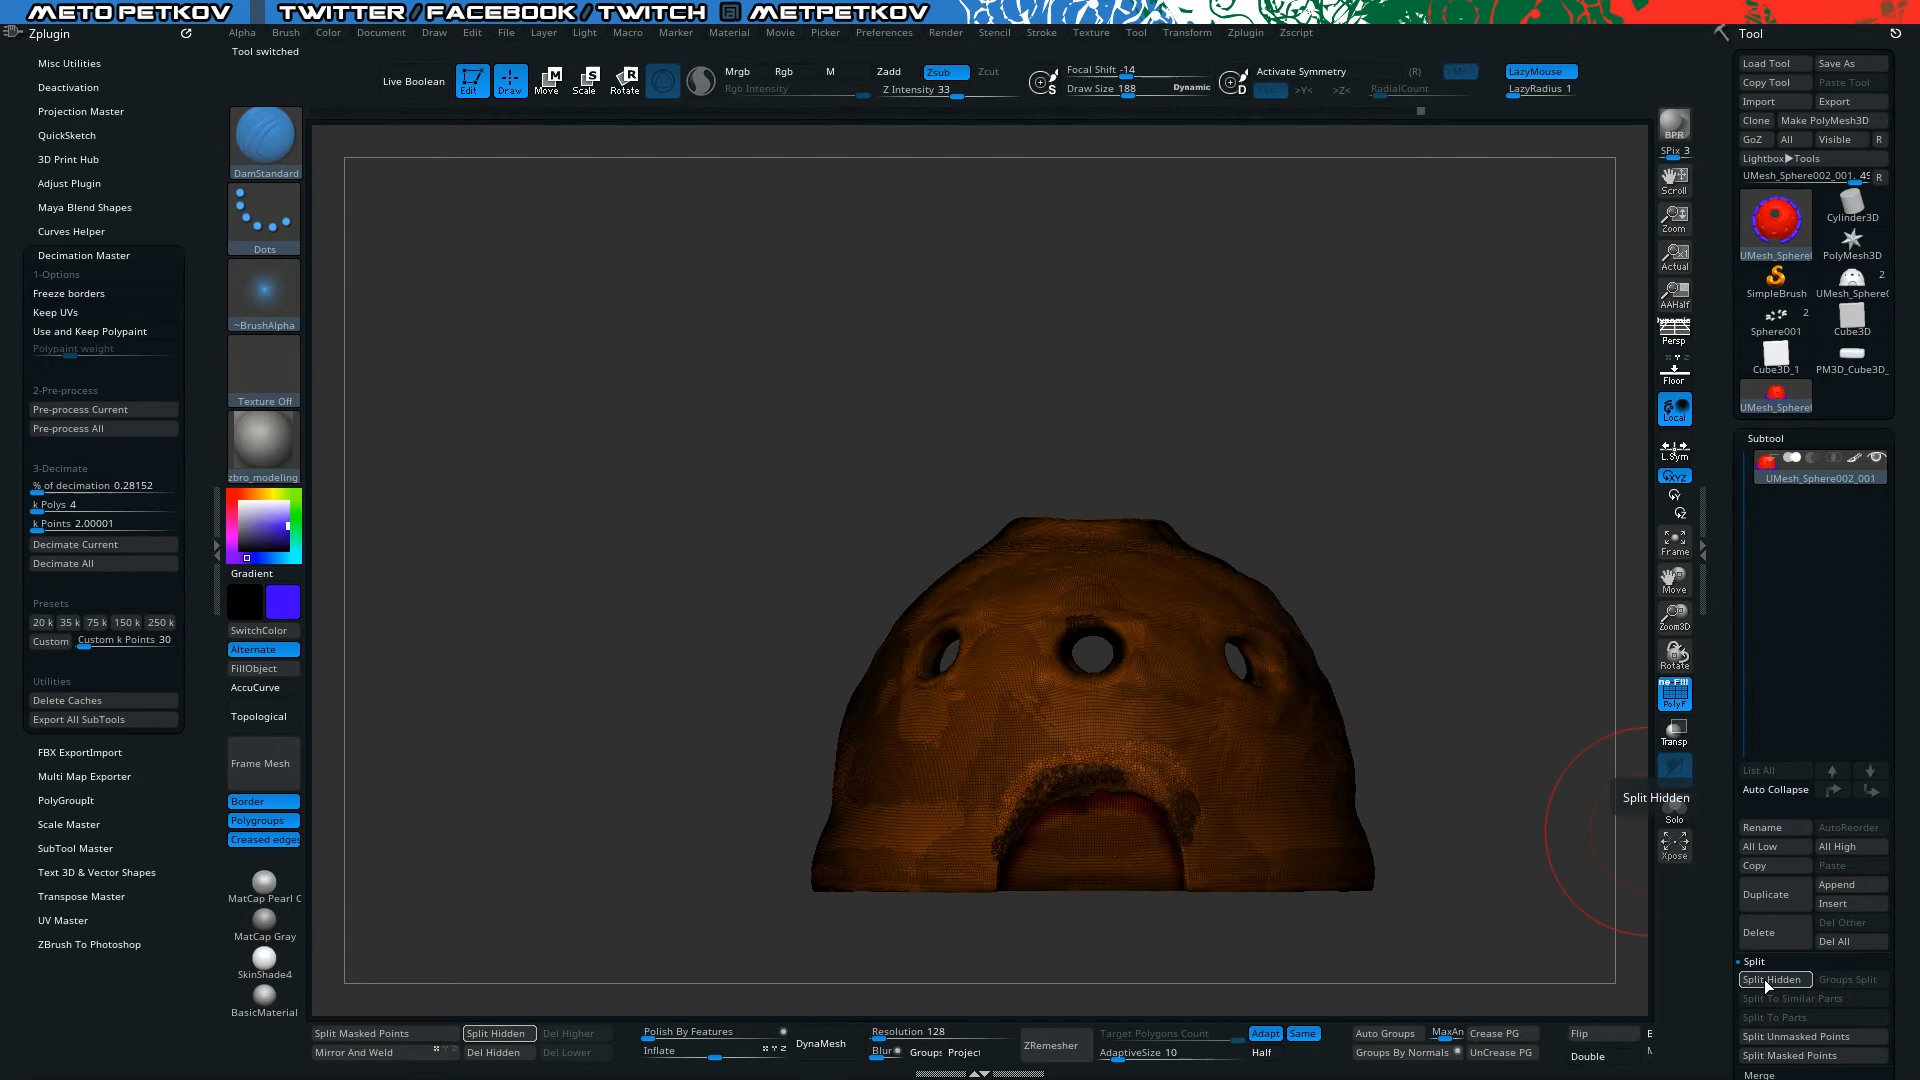 METO PETKOV TWITTER / FACEBOOK / TWITCH @ METPETKOV
Zplugin
Alpha Brush Color Document Draw Edit File Layer Light Macro Marker Material Movie Picker Preferences Render Stencil Stroke Texture Tool Transform Zplugin Zscript
Tool
Tool switched
Misc Utilities
Deactivation
Projection Master
QuickSketch
3D Print Hub
Adjust Plugin
Maya Blend Shapes
Curves Helper
Decimation Master
1-Options
Freeze borders
Keep UVs
Use and Keep Polypaint
Polypaint weight
2-Pre-process
Pre-process Current
Pre-process All
3-Decimate
% of decimation 0.28152
k Polys 4
k Points 2.00001
Decimate Current
Decimate All
Presets
20 k 35 k 75 k 150 k 250 k
Custom Custom k Points 30
Utilities
Delete Caches
Export All SubTools
FBX ExportImport
Multi Map Exporter
PolyGroupIt
Scale Master
SubTool Master
Text 3D & Vector Shapes
Transpose Master
UV Master
ZBrush To Photoshop
Live Boolean
Edit Draw Move Scale Rotate
Mrgb Rgb M
Rgb Intensity
Zadd Zsub Zcut
Z Intensity 33
Focal Shift -14
Draw Size 188 Dynamic
Activate Symmetry (R) >M<
>X< >Y< >Z< RadialCount
LazyMouse
LazyRadius 1
DamStandard
Dots
~BrushAlpha
Texture Off
zbro_modeling
Gradient
SwitchColor
Alternate
FillObject
AccuCurve
Topological
Frame Mesh
Border
Polygroups
Creased edges
MatCap Pearl C
MatCap Gray
SkinShade4
BasicMaterial
BPR
SPix 3
Scroll
Zoom
Actual
AAHalf
Dynamic
Persp
Floor
Local
L.Sym
XYZ
Frame
Move
Zoom3D
Rotate
ne Fill
PolyF
Transp
Split Hidden
Solo
Xpose
Load Tool Save As
Copy Tool Paste Tool
Import Export
Clone Make PolyMesh3D
GoZ All Visible R
Lightbox▶Tools
UMesh_Sphere002_001. 45 R
UMesh_Sphere(
Cylinder3D
PolyMesh3D
SimpleBrush
2
UMesh_Sphere(
2
Sphere001
Cube3D
Cube3D_1
PM3D_Cube3D_
UMesh_Sphere(
Subtool
UMesh_Sphere002_001
List All
Auto Collapse
Rename AutoReorder
All Low All High
Copy Paste
Duplicate Append
Insert
Delete Del Other
Del All
Split
Split Hidden Groups Split
Split To Similar Parts
Split To Parts
Split Unmasked Points
Split Masked Points
Merge
Split Masked Points Split Hidden Del Higher
Mirror And Weld Del Hidden Del Lower
Polish By Features
Inflate
DynaMesh
Resolution 128
Blur Groups Project
ZRemesher
Target Polygons Count Adapt Same
AdaptiveSize 10 Half
Auto Groups MaxAn Crease PG
Groups By Normals UnCrease PG
Flip
Double